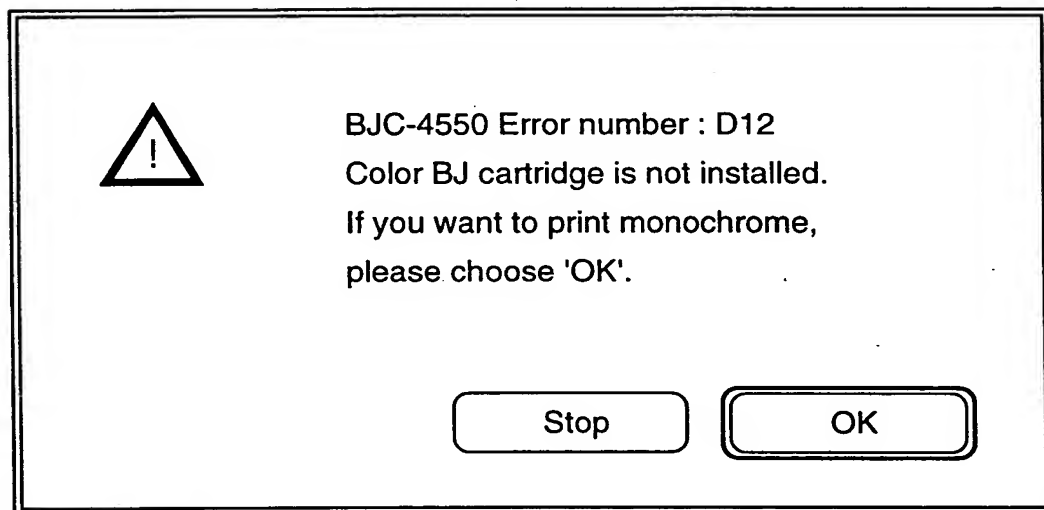 BJC-4550 Error number : D12
Color BJ cartridge is not installed.
If you want to print monochrome,
please choose 'OK'.
!
Stop
OK